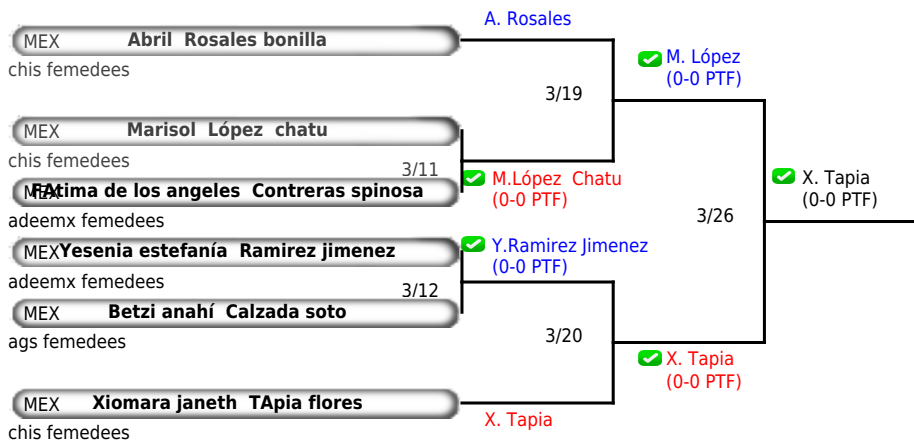 A. Rosales
MEX Abril Rosales bonilla
chis femedees
M. López
(0-0 PTF)
3/19
MEX Marisol López chatu
chis femedees
3/11
M.López Chatu
(0-0 PTF)
MEX FAtima de los angeles Contreras spinosa
adeemx femedees
X. Tapia
(0-0 PTF)
3/26
MEX Yesenia estefanía Ramirez jimenez
adeemx femedees
Y.Ramirez Jimenez
(0-0 PTF)
3/12
MEX Betzi anahí Calzada soto
ags femedees
3/20
X. Tapia
(0-0 PTF)
MEX Xiomara janeth TApia flores
chis femedees
X. Tapia